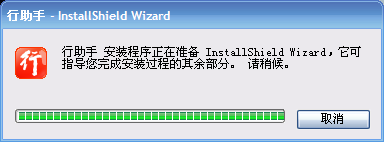 行助手 - InstallShield Wizard
行
行助手 安装程序正在准备 InstallShield Wizard，它可
指导您完成安装过程的其余部分。 请稍候。
取消